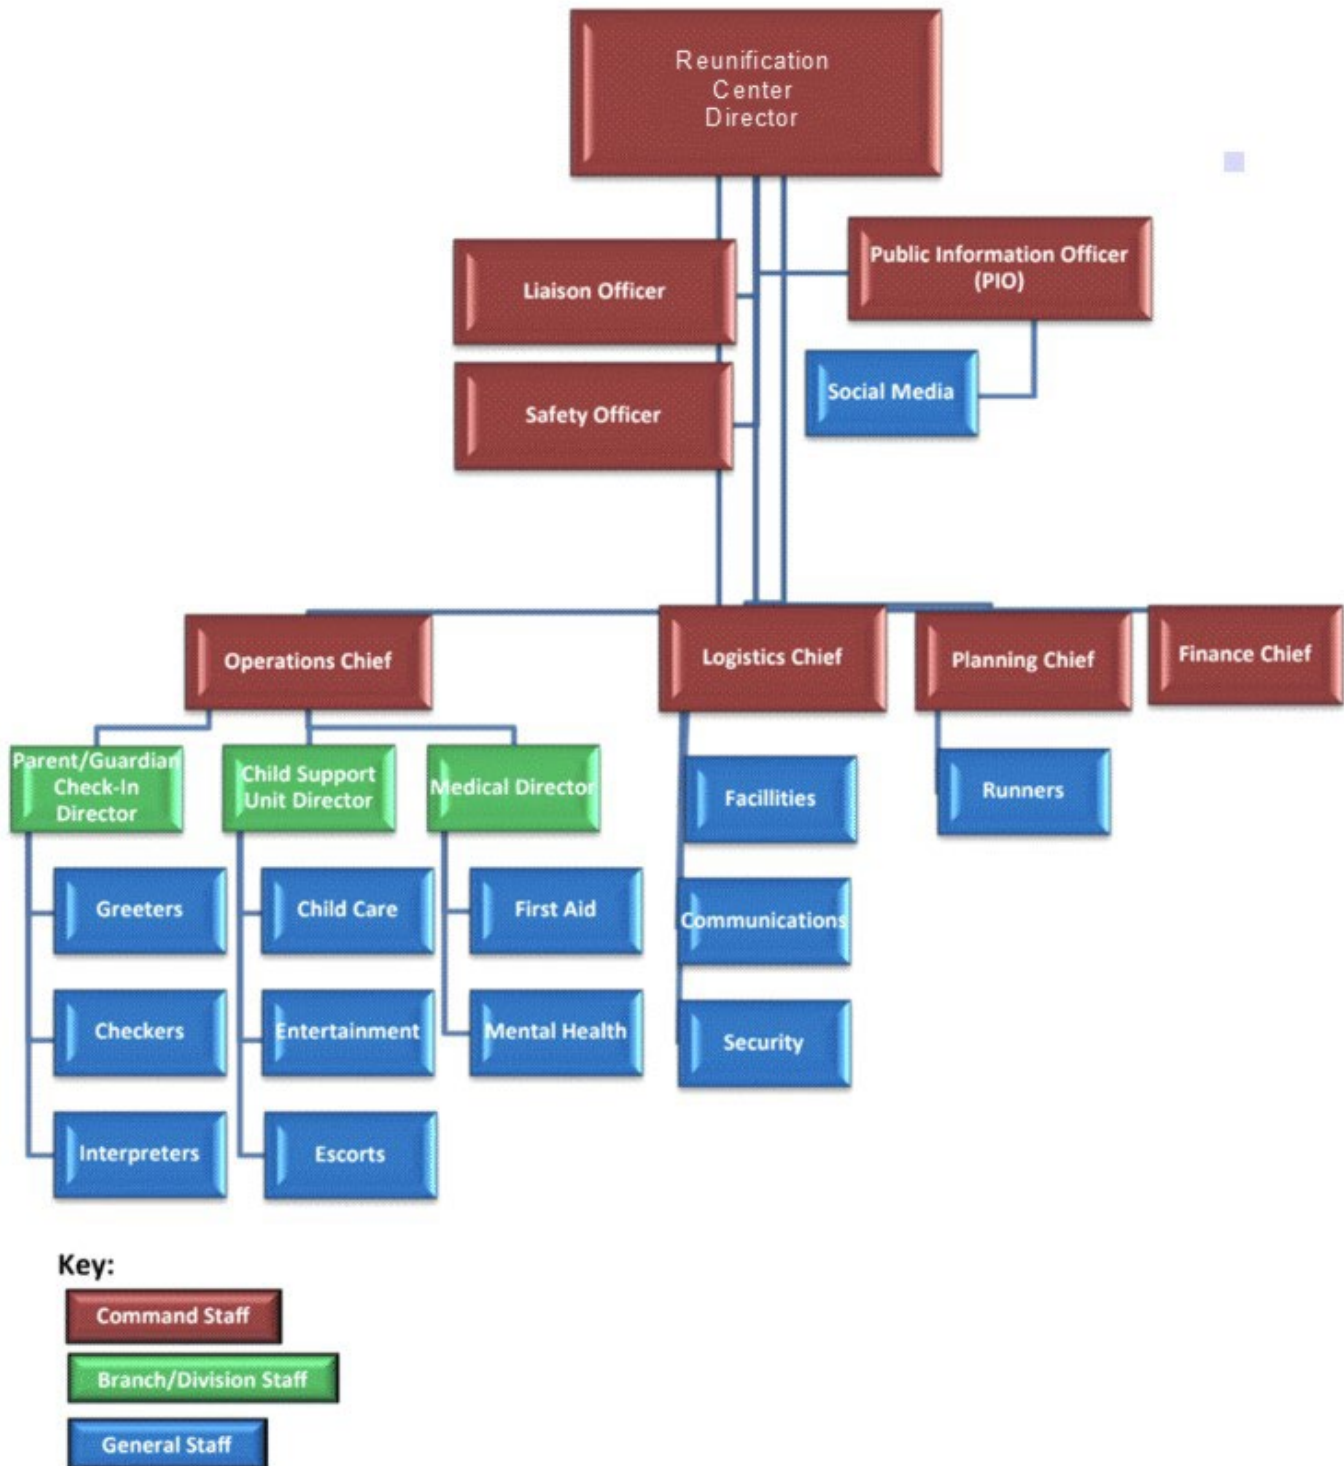 Reunification
Center
Director
Public Information Officer
(PIO)
Liaison Officer
Social Media
Safety Officer
Operations Chief
Logistics Chief
Planning Chief
Finance Chief
Parent/Guardian
Check-In
Director
Child Support
Unit Director
Medical Director
Facillities
Runners
Greeters
Child Care
First Aid
Communications
Checkers
Entertainment
Mental Health
Security
Interpreters
Escorts
Key:
Command Staff
Branch/Division Staff
General Staff